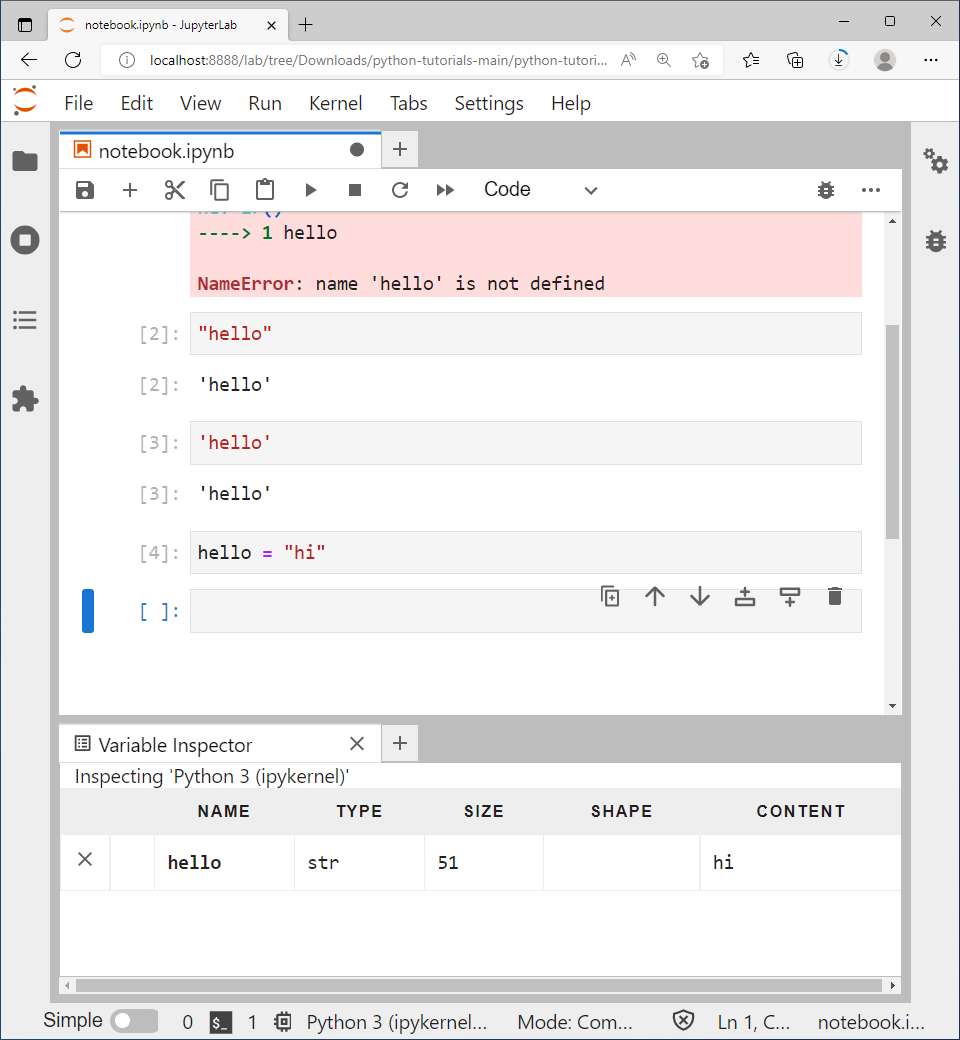 notebook.ipynb - JupyterLab
localhost:8888/lab/tree/Downloads/python-tutorials-main/python-tutori...
File Edit View Run Kernel Tabs Settings Help
notebook.ipynb
Code
----> 1 hello
NameError: name 'hello' is not defined
[2]: "hello"
[2]: 'hello'
[3]: 'hello'
[3]: 'hello'
[4]: hello = "hi"
[ ]:
Variable Inspector
Inspecting 'Python 3 (ipykernel)'
NAME TYPE SIZE SHAPE CONTENT
hello str 51 hi
Simple 0 $_ 1 Python 3 (ipykernel... Mode: Com... Ln 1, C... notebook.i...